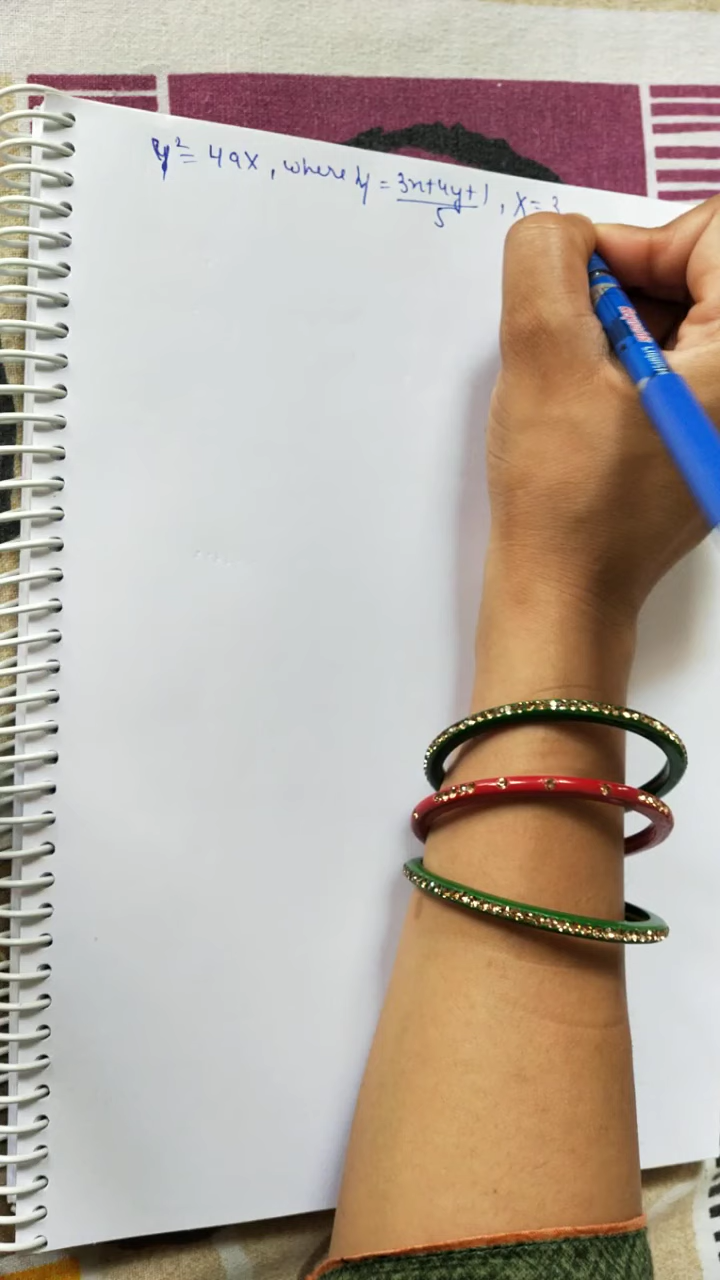 Y² = 4ax, where Y = 3x+4y+1/5, X = 3